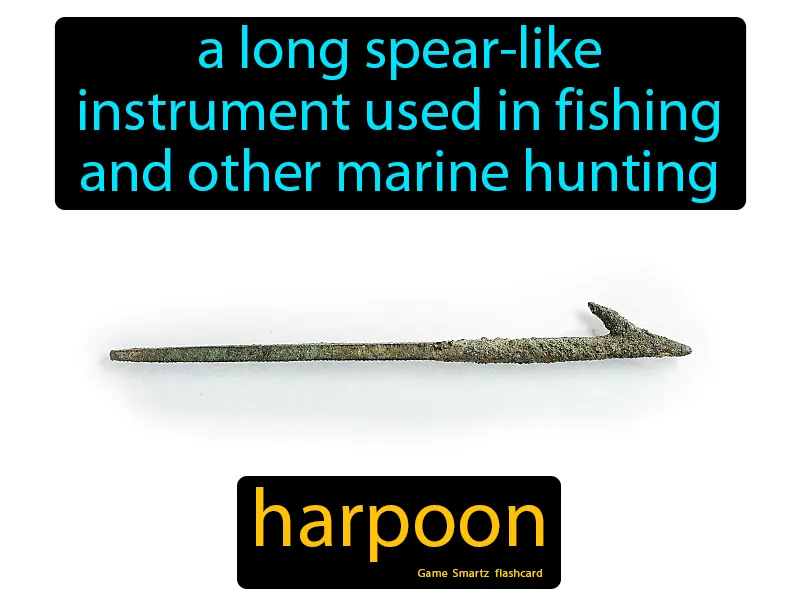 a long spear-like
instrument used in fishing
and other marine hunting
harpoon
Game Smartz flashcard